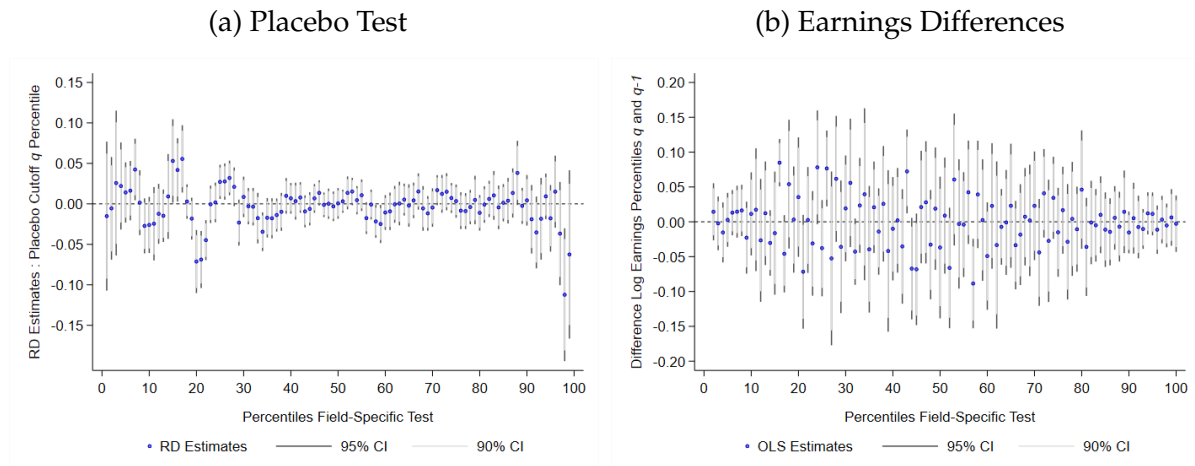 (a) Placebo Test
RD Estimates : Placebo Cutoff q Percentile
0.15
0.10
0.05
0.00
-0.05
-0.10
-0.15
0 10 20 30 40 50 60 70 80 90 100
Percentiles Field-Specific Test
RD Estimates 95% CI 90% CI
(b) Earnings Differences
Difference Log Earnings Percentiles q and q-1
0.20
0.15
0.10
0.05
0.00
-0.05
-0.10
-0.15
-0.20
0 10 20 30 40 50 60 70 80 90 100
Percentiles Field-Specific Test
OLS Estimates 95% CI 90% CI